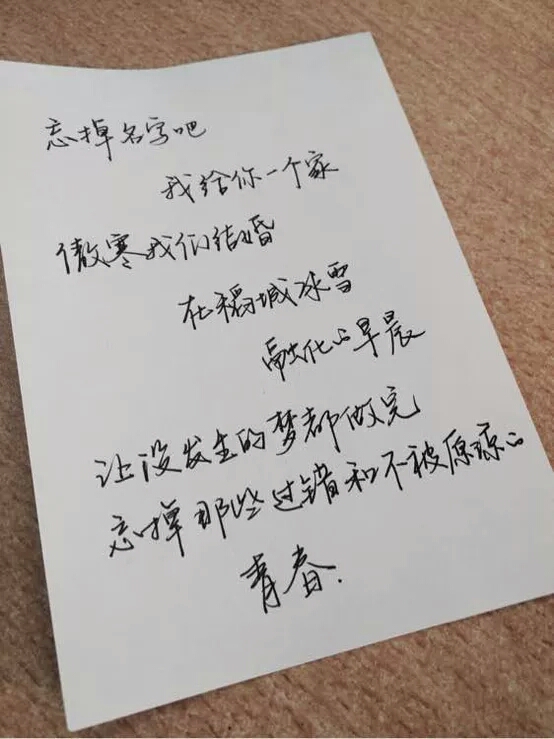 忘掉名字吧
我给你一个家
傲寒我们结婚
在稻城冰雪
融化的早晨
让没发生的梦都做完
忘掉那些过错和不被原谅的
青春.